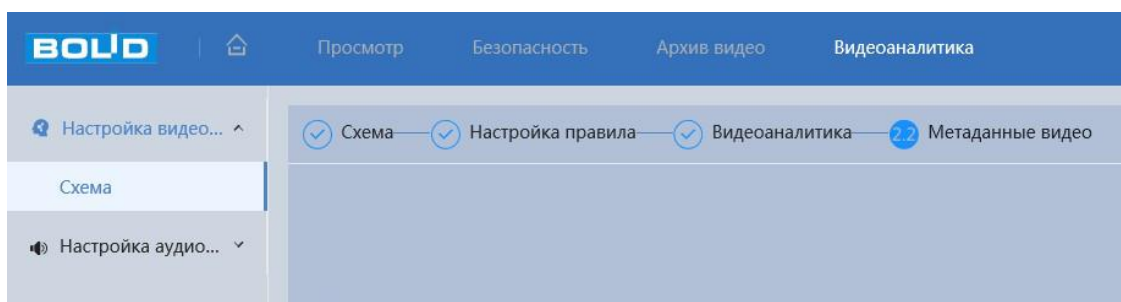 BOLID Просмотр Безопасность Архив видео Видеоаналитика
Настройка видео... Схема Настройка правила Видеоаналитика 2.2 Метаданные видео
Схема
Настройка аудио...